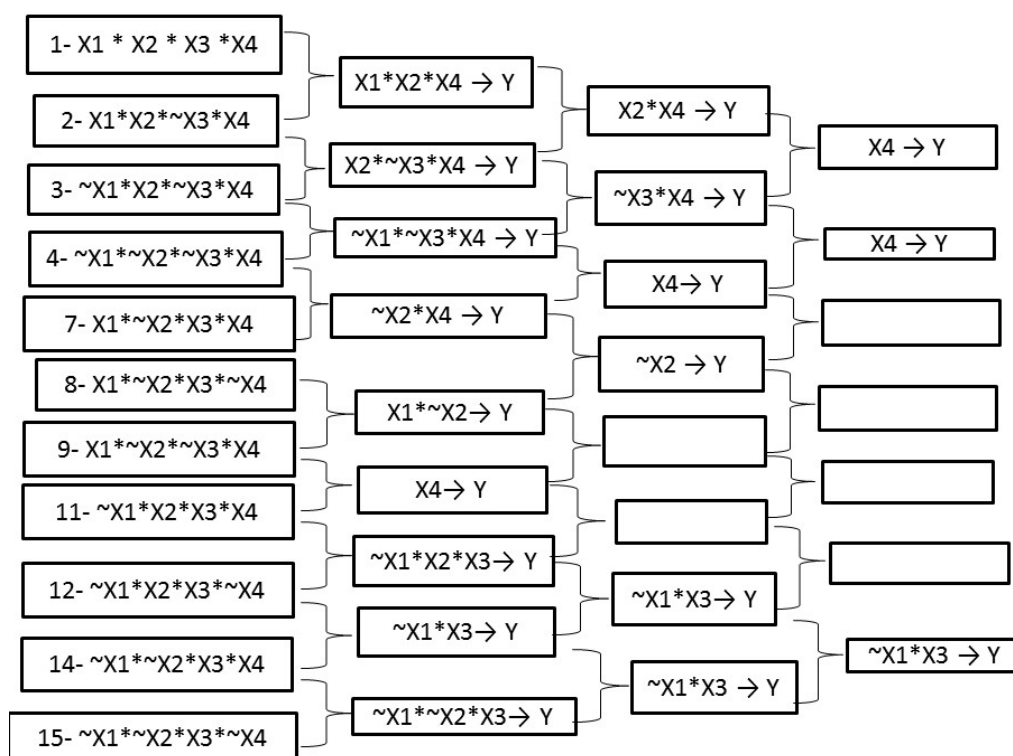 1- X1 * X2 * X3 *X4
2- X1*X2*~X3*X4
3- ~X1*X2*~X3*X4
4- ~X1*~X2*~X3*X4
7- X1*~X2*X3*X4
8- X1*~X2*X3*~X4
9- X1*~X2*~X3*X4
11- ~X1*X2*X3*X4
12- ~X1*X2*X3*~X4
14- ~X1*~X2*X3*X4
15- ~X1*~X2*X3*~X4
X1*X2*X4 → Y
X2*~X3*X4 → Y
~X1*~X3*X4 → Y
~X2*X4 → Y
X1*~X2→ Y
X4→ Y
~X1*X2*X3→ Y
~X1*X3→ Y
~X1*~X2*X3→ Y
X2*X4 → Y
~X3*X4 → Y
X4→ Y
~X2 → Y
~X1*X3→ Y
~X1*X3 → Y
X4 → Y
X4 → Y
~X1*X3 → Y